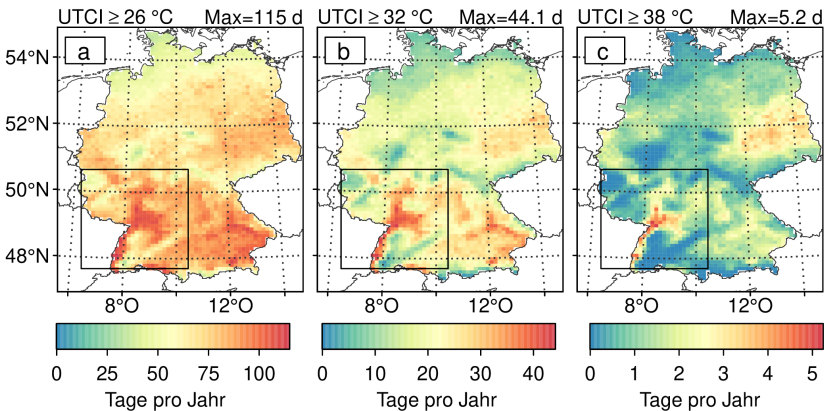 UTCI ≥ 26 °C Max=115 d
UTCI ≥ 32 °C Max=44.1 d
UTCI ≥ 38 °C Max=5.2 d
a
b
c
54°N
52°N
50°N
48°N
8°O 12°O
8°O 12°O
8°O 12°O
0 25 50 75 100
0 10 20 30 40
0 1 2 3 4 5
Tage pro Jahr
Tage pro Jahr
Tage pro Jahr